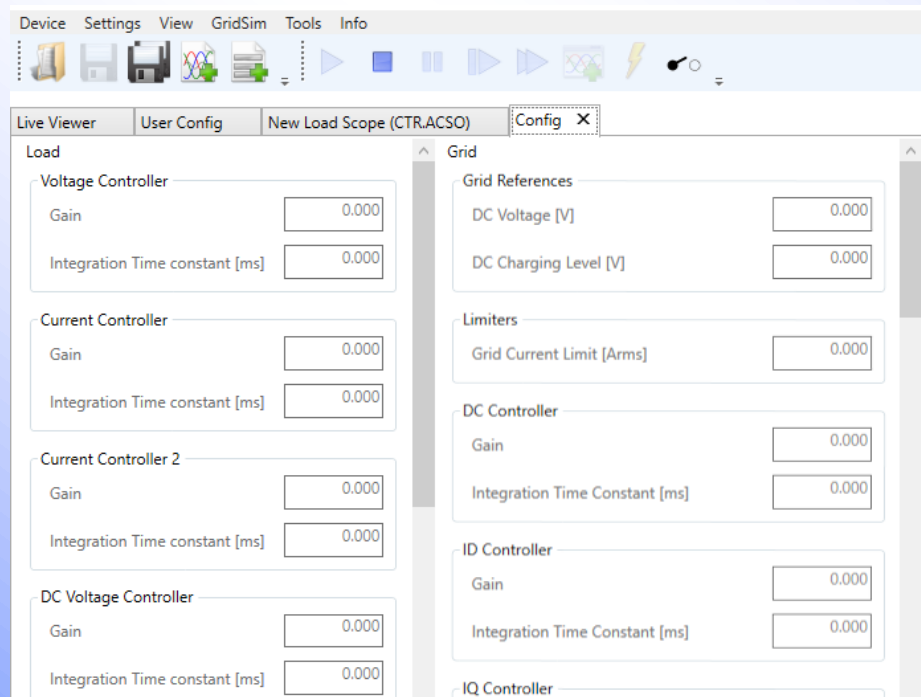 Device Settings View GridSim Tools Info
Live Viewer User Config New Load Scope (CTR.ACSO) Config ✕
Load
Voltage Controller
Gain 0.000
Integration Time constant [ms] 0.000
Current Controller
Gain 0.000
Integration Time constant [ms] 0.000
Current Controller 2
Gain 0.000
Integration Time constant [ms] 0.000
DC Voltage Controller
Gain 0.000
Integration Time constant [ms] 0.000
Grid
Grid References
DC Voltage [V] 0.000
DC Charging Level [V] 0.000
Limiters
Grid Current Limit [Arms] 0.000
DC Controller
Gain 0.000
Integration Time Constant [ms] 0.000
ID Controller
Gain 0.000
Integration Time Constant [ms] 0.000
IQ Controller